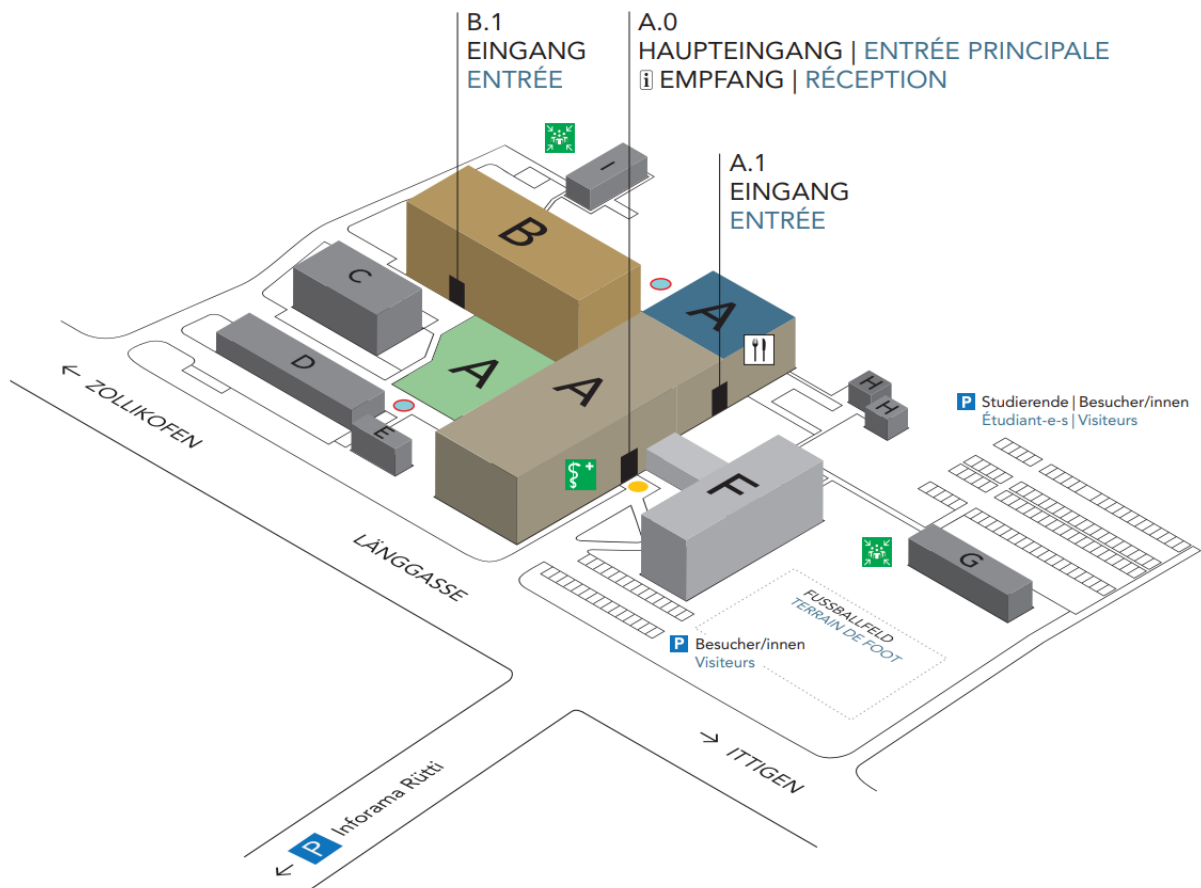 B.1
EINGANG
ENTRÉE
A.0
HAUPTEINGANG | ENTRÉE PRINCIPALE
i EMPFANG | RÉCEPTION
A.1
EINGANG
ENTRÉE
I
B
C
A
A
A
D
E
H
H
F
G
P Studierende | Besucher/innen
Étudiant-e-s | Visiteurs
← ZOLLIKOFEN
LÄNGGASSE
FUSSBALLFELD
TERRAIN DE FOOT
P Besucher/innen
Visiteurs
→ ITTIGEN
← P Inforama Rütti